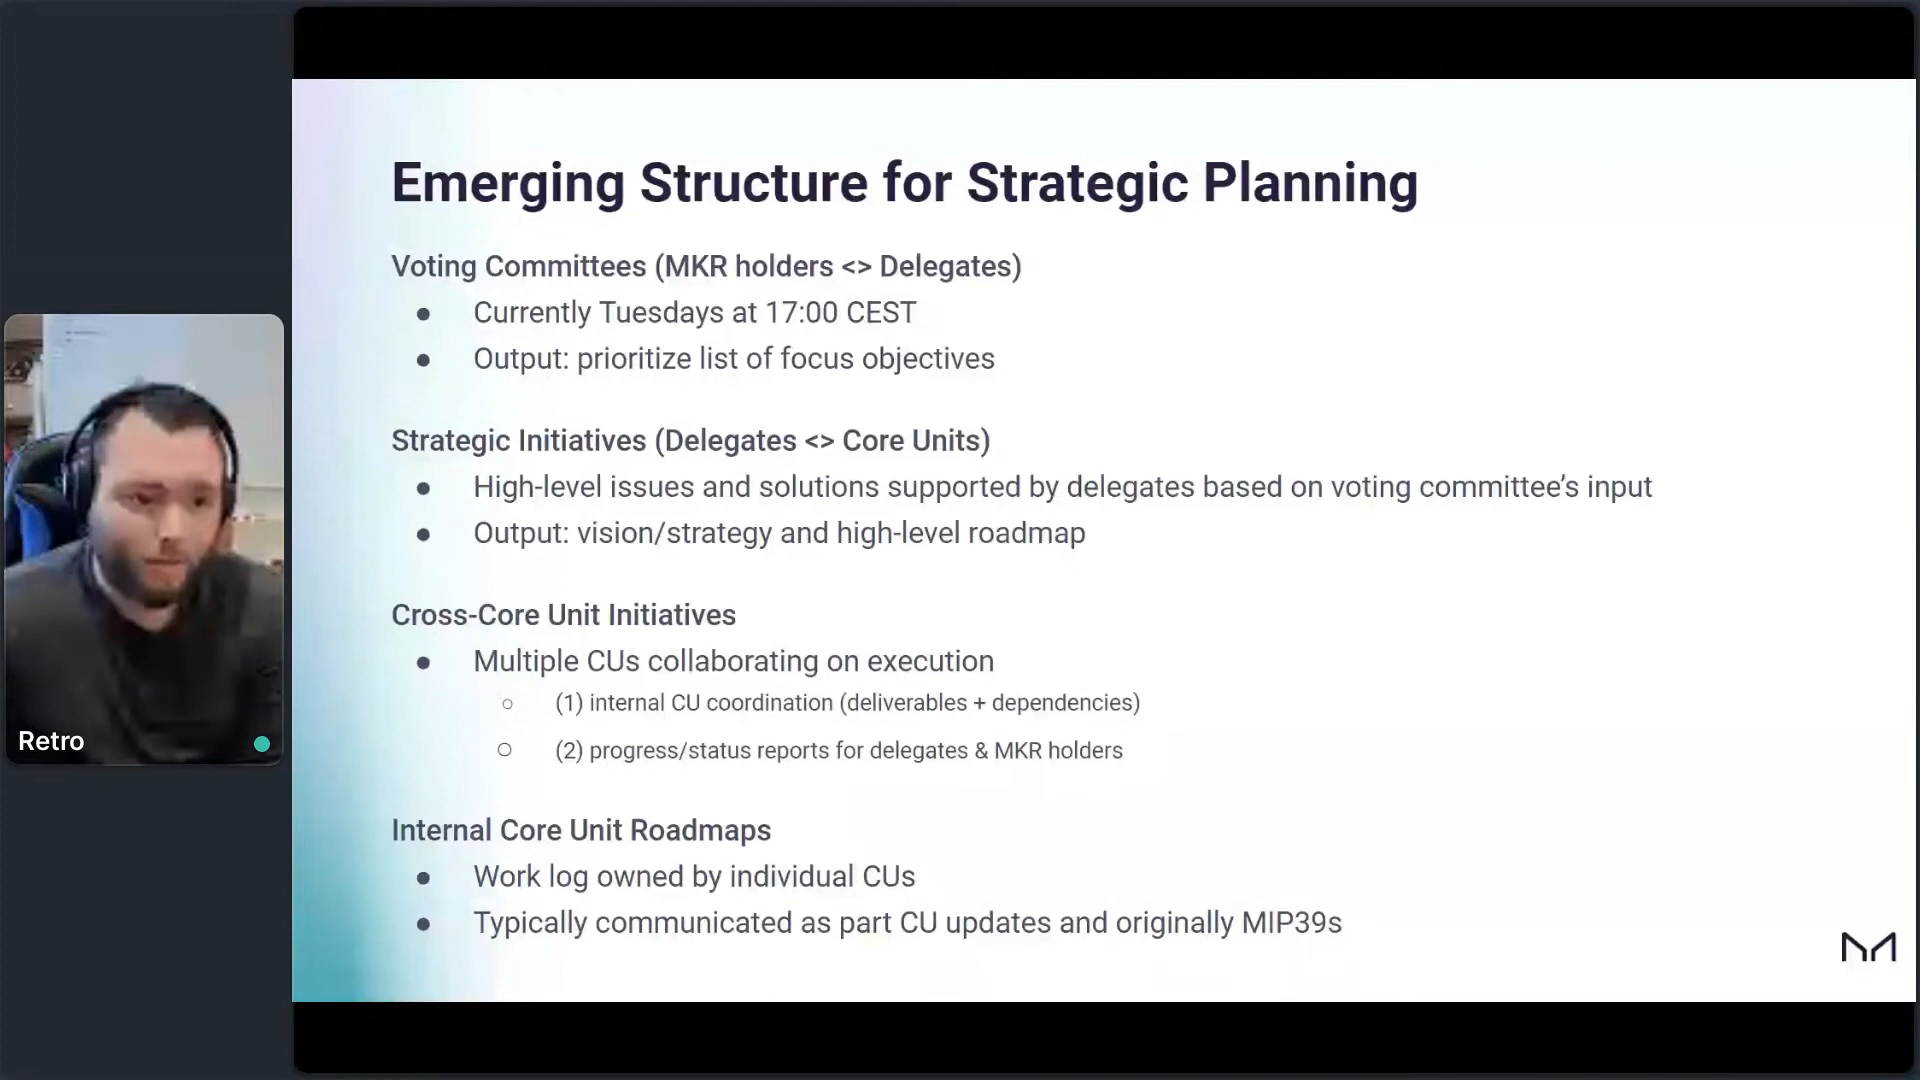 Emerging Structure for Strategic Planning
Voting Committees (MKR holders <> Delegates)
● Currently Tuesdays at 17:00 CEST
● Output: prioritize list of focus objectives
Strategic Initiatives (Delegates <> Core Units)
● High-level issues and solutions supported by delegates based on voting committee’s input
● Output: vision/strategy and high-level roadmap
Cross-Core Unit Initiatives
● Multiple CUs collaborating on execution
○ (1) internal CU coordination (deliverables + dependencies)
○ (2) progress/status reports for delegates & MKR holders
Internal Core Unit Roadmaps
● Work log owned by individual CUs
● Typically communicated as part CU updates and originally MIP39s
Retro